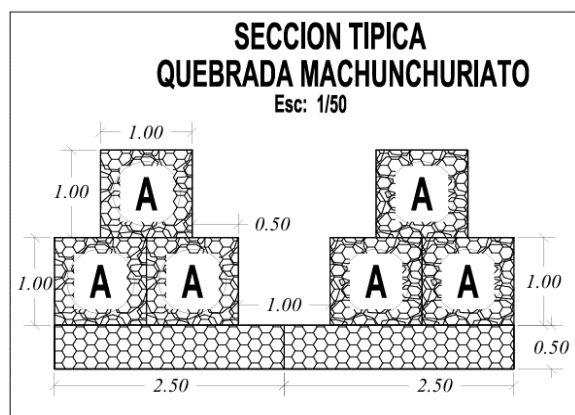 SECCION TIPICA
QUEBRADA MACHUNCHURIATO
Esc: 1/50
1.00
1.00
A
A
0.50
1.00
A
A
1.00
A
A
1.00
0.50
2.50
2.50